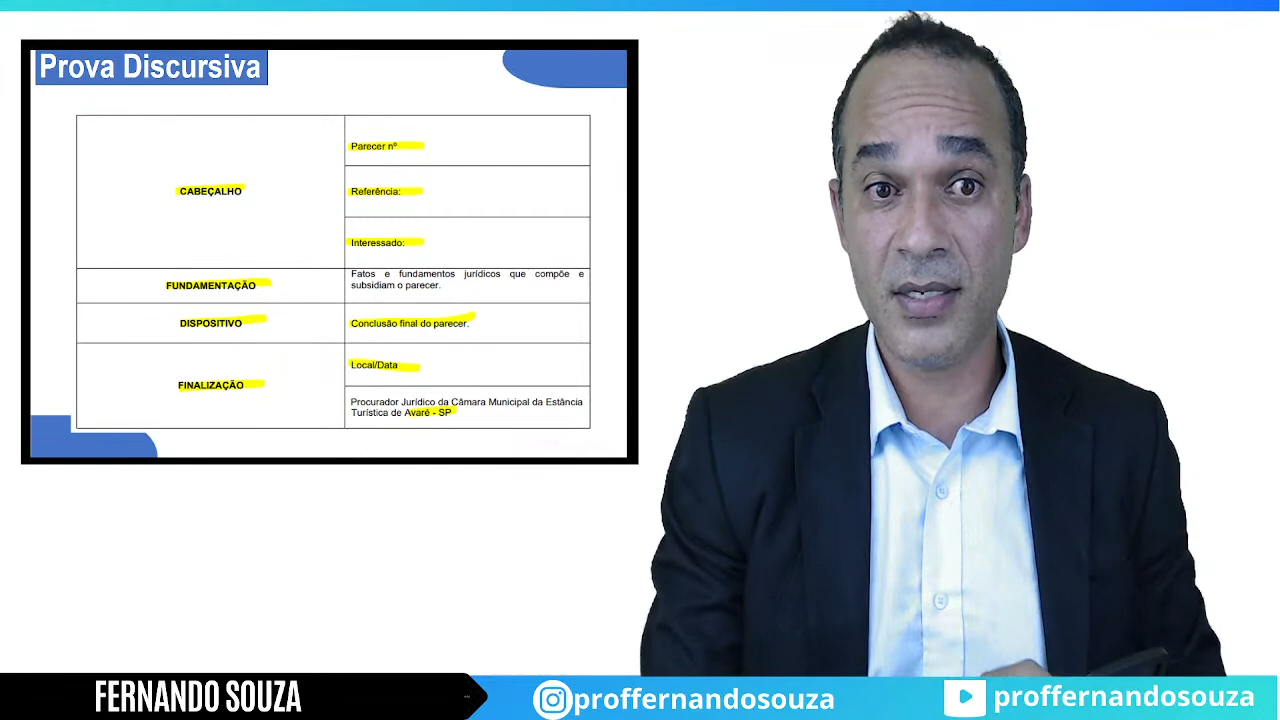 Prova Discursiva
CABEÇALHO
Parecer nº
Referência:
Interessado:
FUNDAMENTAÇÃO
Fatos e fundamentos jurídicos que compõe e
subsidiam o parecer.
DISPOSITIVO
Conclusão final do parecer.
FINALIZAÇÃO
Local/Data
Procurador Jurídico da Câmara Municipal da Estância
Turística de Avaré - SP
FERNANDO SOUZA
proffernandosouza
proffernandosouza